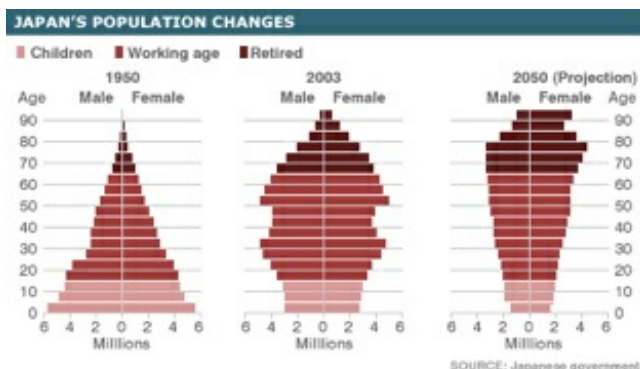 JAPAN'S POPULATION CHANGES
Children Working age Retired
1950 2003 2050 (Projection)
Age Male Female Male Female Male Female Age
90 90
80 80
70 70
60 60
50 50
40 40
30 30
20 20
10 10
0 0
6 4 2 0 2 4 6 6 4 2 0 2 4 6 6 4 2 0 2 4 6
Millions Millions Millions
SOURCE: Japanese government